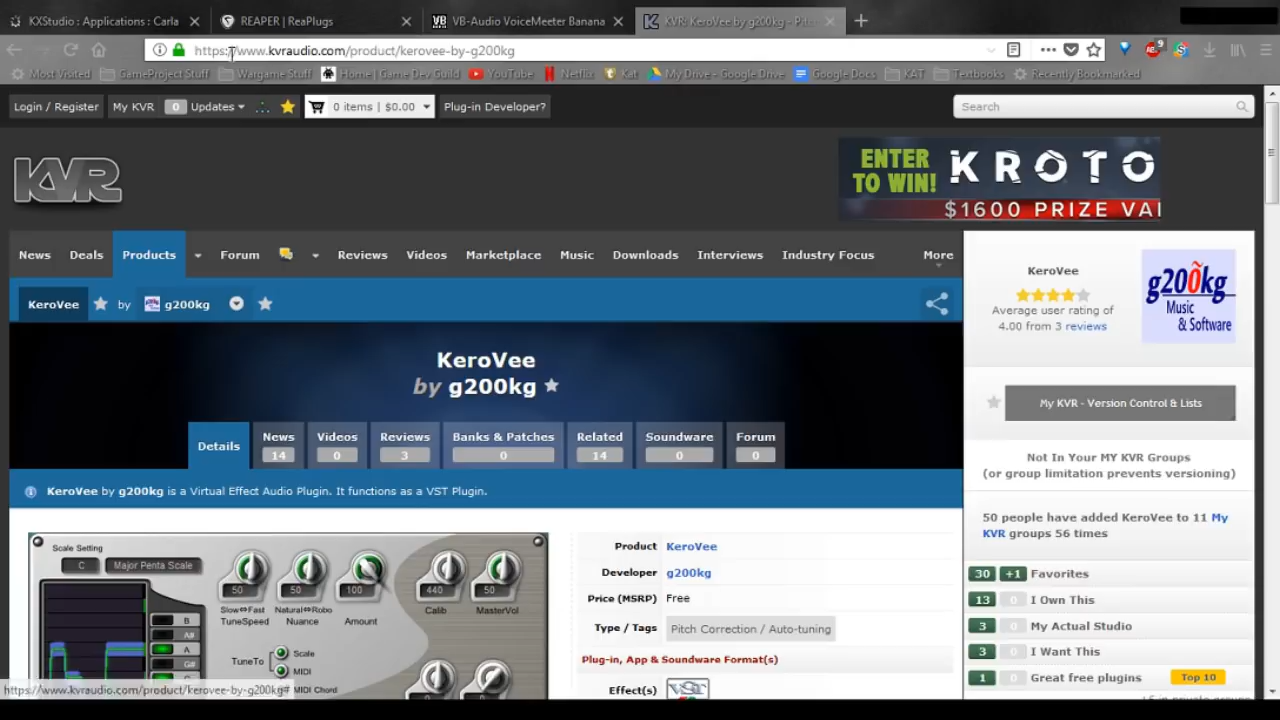 KXStudio : Applications : Carla
REAPER | ReaPlugs
VB-Audio VoiceMeeter Banana
KVR: KeroVee by g200kg - Pitc
https://www.kvraudio.com/product/kerovee-by-g200kg
9
Most Visited
GameProject Stuff
Wargame Stuff
Home | Game Dev Guild
YouTube
Netflix
Kat
My Drive - Google Drive
Google Docs
KAT
Textbooks
Recently Bookmarked
Login / Register
My KVR
0 Updates
0 items | $0.00
Plug-in Developer?
Search
KVR
ENTER TO WIN!
KROTO
$1600 PRIZE VAI
News
Deals
Products
Forum
Reviews
Videos
Marketplace
Music
Downloads
Interviews
Industry Focus
More
KeroVee by g200kg
KeroVee
by g200kg
Details
News 14
Videos 0
Reviews 3
Banks & Patches 0
Related 14
Soundware 0
Forum 0
KeroVee by g200kg is a Virtual Effect Audio Plugin. It functions as a VST Plugin.
Scale Setting
C Major Penta Scale
50 50 100 440 50
Slow⇔Fast TuneSpeed
Natural⇔Robo Nuance
Amount
Calib
MasterVol
B
A#
A
G#
TuneTo
Scale
MIDI
MIDI Chord
Product KeroVee
Developer g200kg
Price (MSRP) Free
Type / Tags Pitch Correction / Auto-tuning
Plug-in, App & Soundware Format(s)
Effect(s)
VST
KeroVee
g200kg
Music
& Software
Average user rating of
4.00 from 3 reviews
My KVR - Version Control & Lists
Not In Your MY KVR Groups
(or group limitation prevents versioning)
50 people have added KeroVee to 11 My
KVR groups 56 times
30 +1 Favorites
13 0 I Own This
3 0 My Actual Studio
3 0 I Want This
1 0 Great free plugins Top 10
+5 in private groups
https://www.kvraudio.com/product/kerovee-by-g200kg#